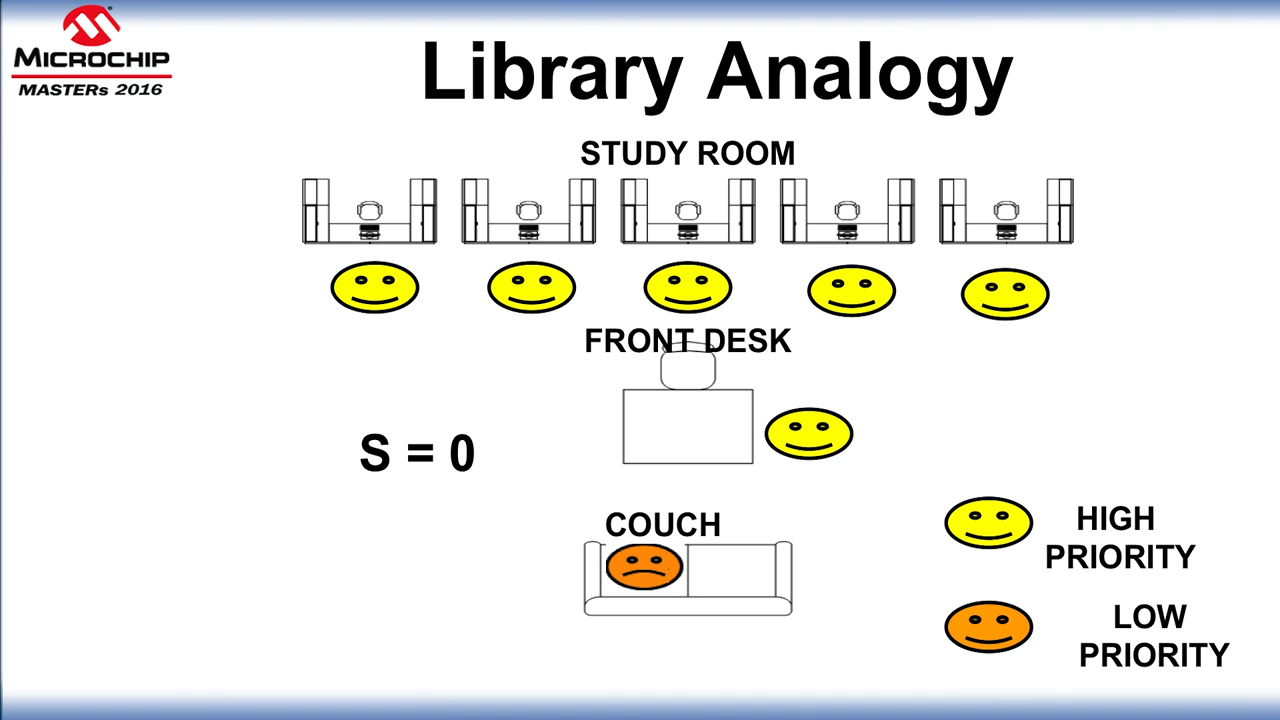 MICROCHIP
MASTERs 2016
Library Analogy
STUDY ROOM
FRONT DESK
S = 0
COUCH
HIGH
PRIORITY
LOW
PRIORITY